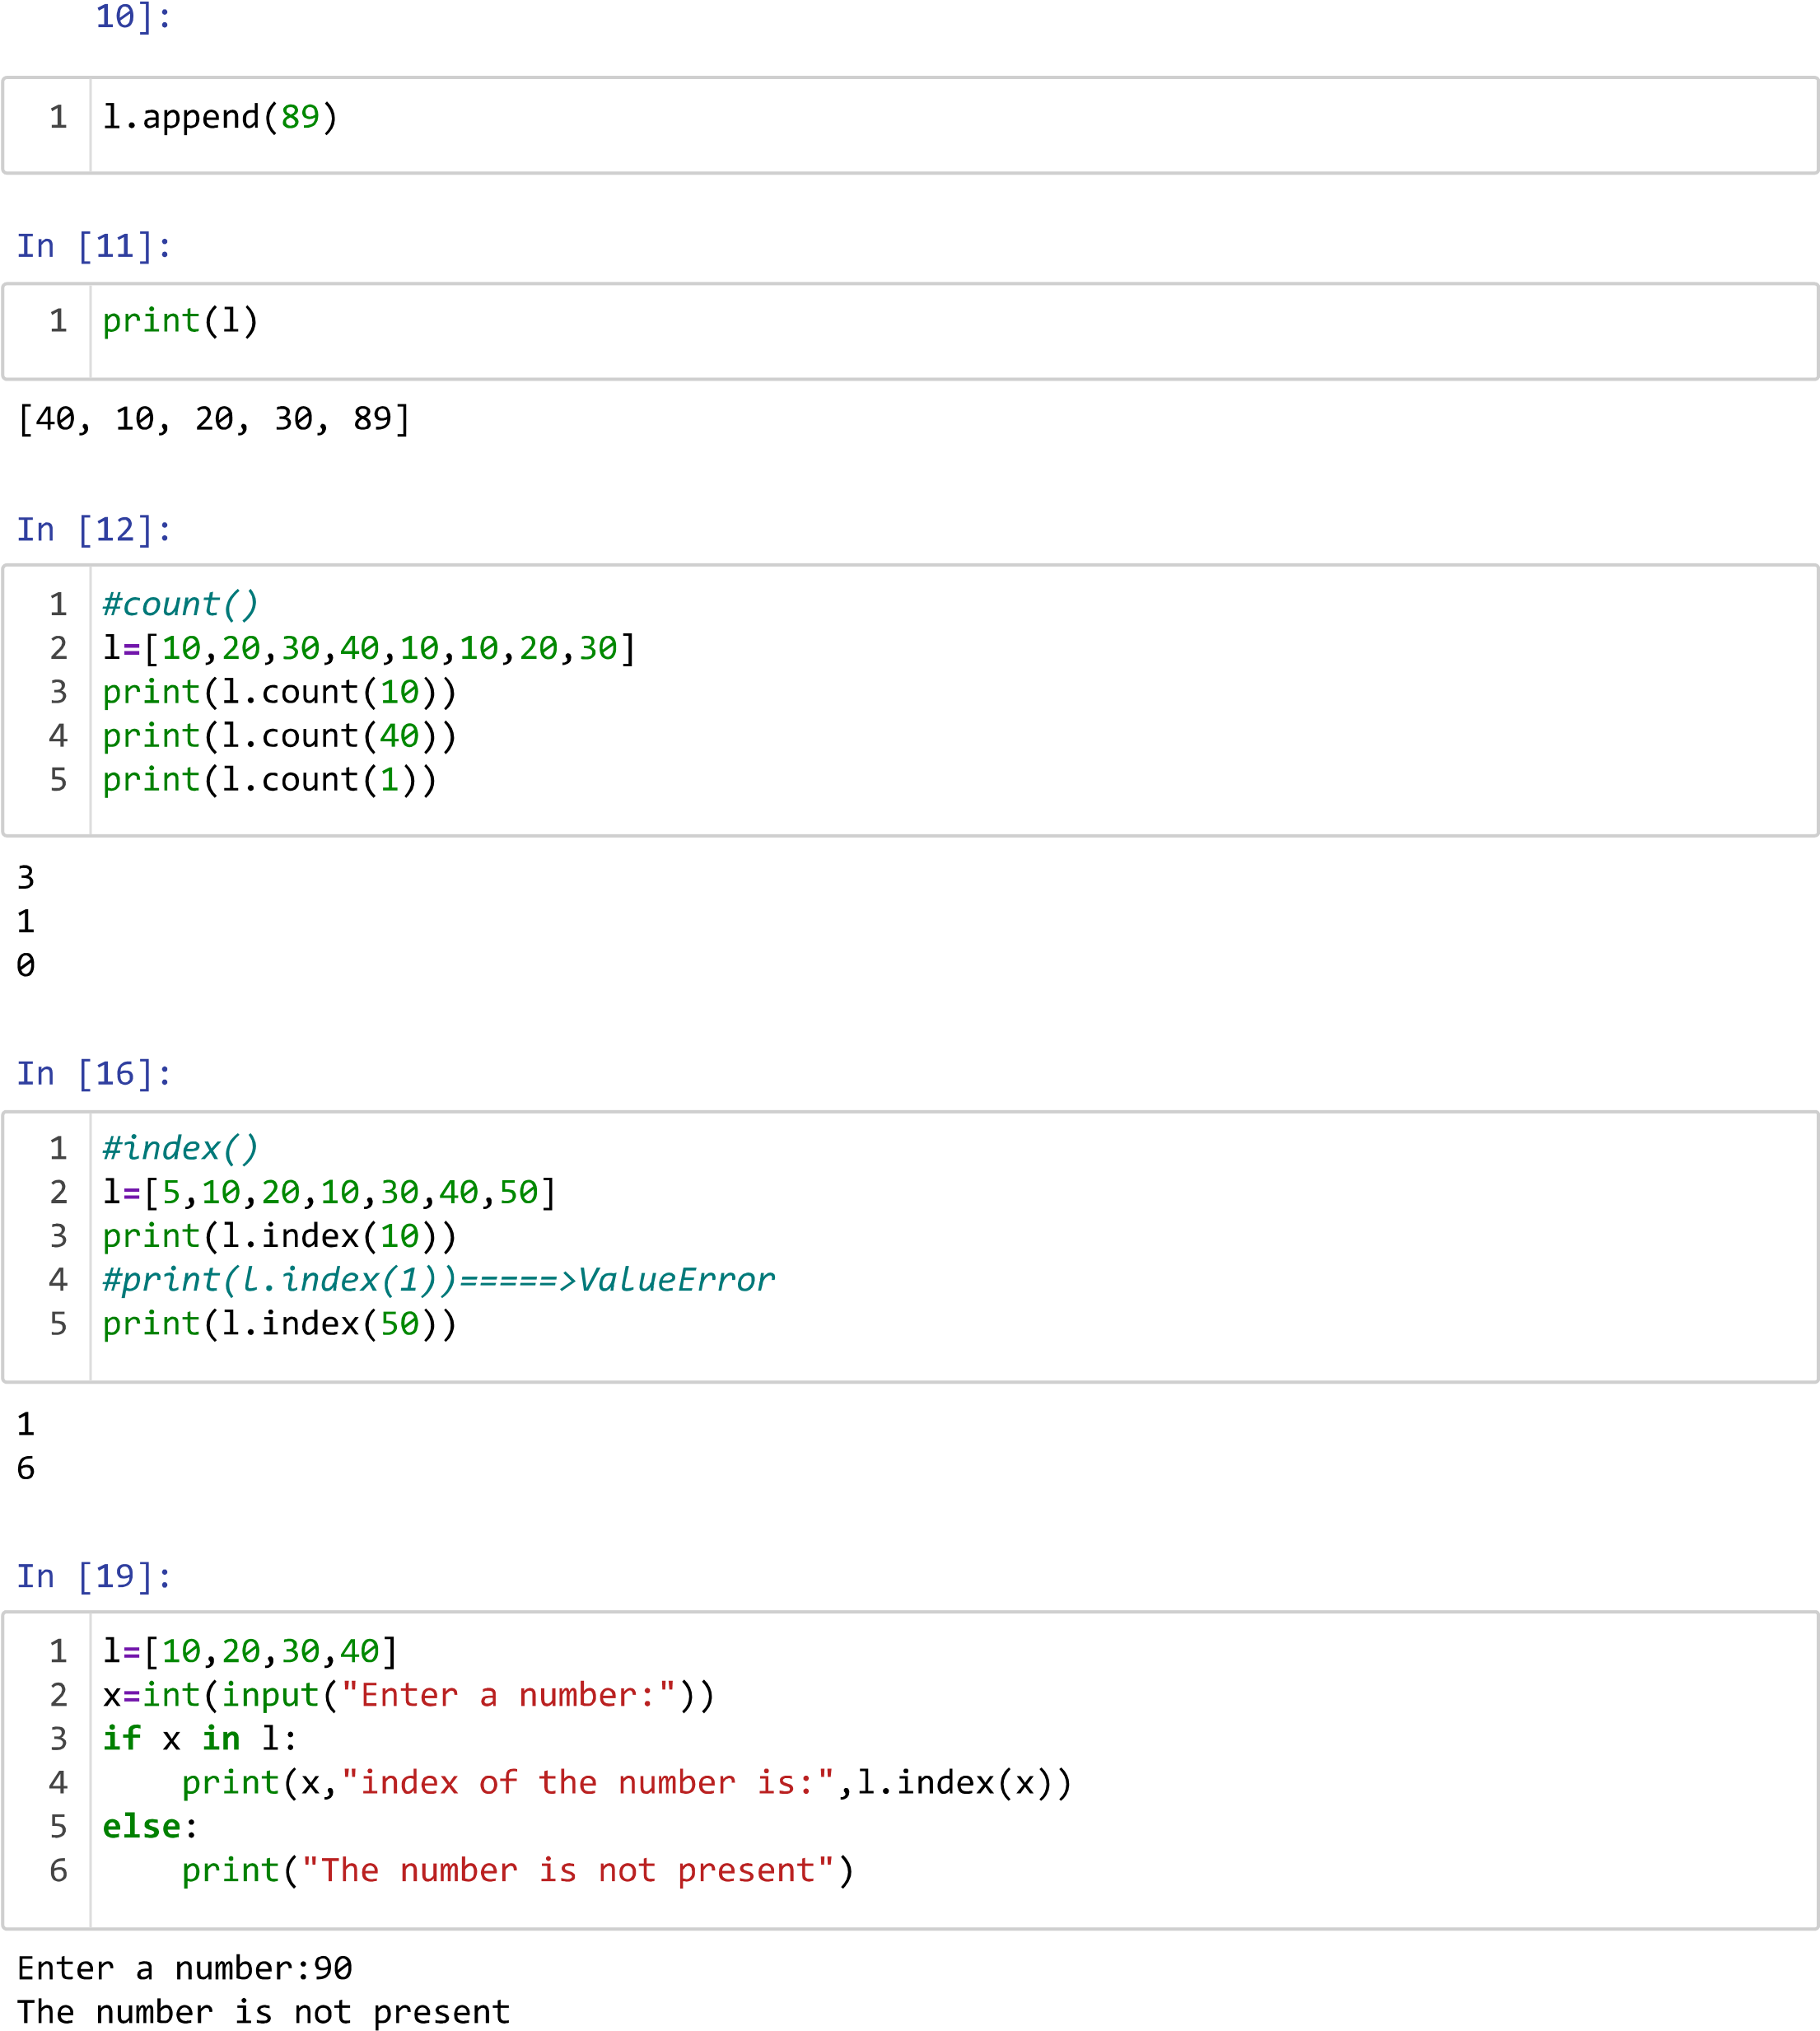 10]:
1 l.append(89)
In [11]:
1 print(l)
[40, 10, 20, 30, 89]
In [12]:
1 #count()
2 l=[10,20,30,40,10,10,20,30]
3 print(l.count(10))
4 print(l.count(40))
5 print(l.count(1))
3
1
0
In [16]:
1 #index()
2 l=[5,10,20,10,30,40,50]
3 print(l.index(10))
4 #print(l.index(1))=====>ValueError
5 print(l.index(50))
1
6
In [19]:
1 l=[10,20,30,40]
2 x=int(input("Enter a number:"))
3 if x in l:
4     print(x,"index of the number is:",l.index(x))
5 else:
6     print("The number is not present")
Enter a number:90
The number is not present